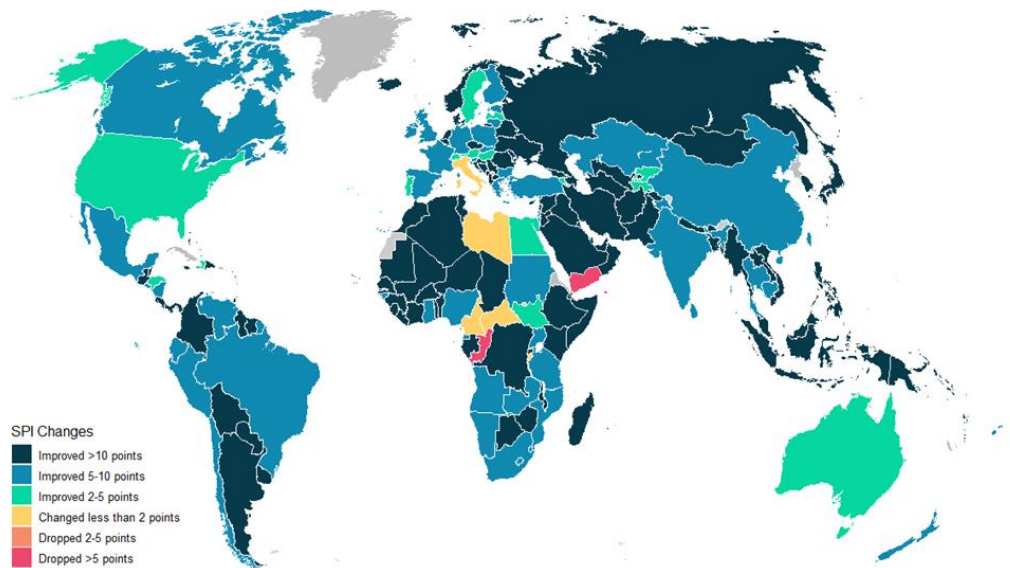 SPI Changes
Improved >10 points
Improved 5-10 points
Improved 2-5 points
Changed less than 2 points
Dropped 2-5 points
Dropped >5 points